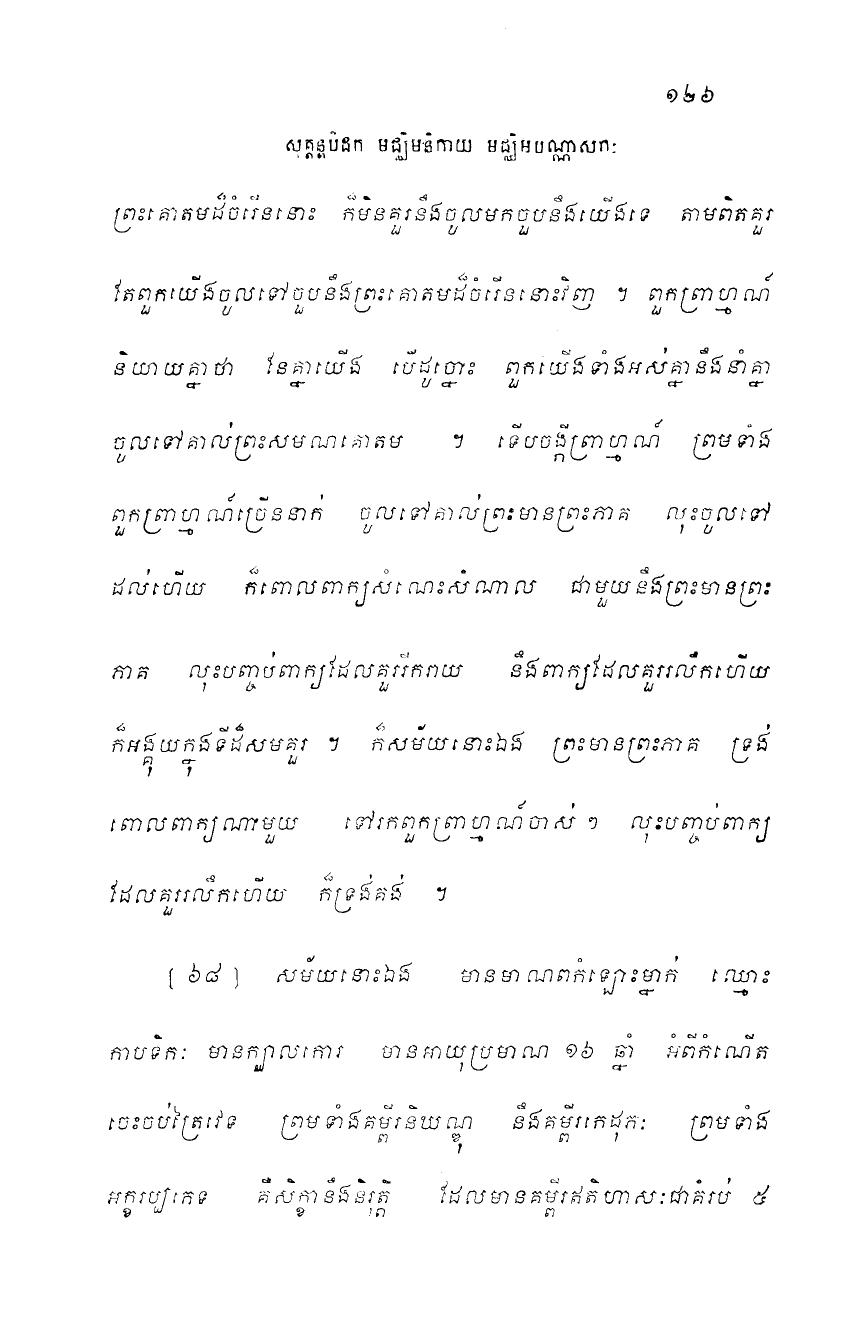 ១២៦
សុត្តន្តបិដក មជ្ឈិមនិកាយ មជ្ឈិមបណ្ណាសកៈ
ព្រះគោតមដ៏ចំរើននោះ ក៏មិនគួរនឹងចូលមកចួបនឹងយើងទេ តាមពិតគួរ
តែពួកយើងចូលទៅចួបនឹងព្រះគោតមដ៏ចំរើននោះវិញ ។ ពួកព្រាហ្មណ៍
និយាយគ្នាថា នៃគ្នាយើង បើដូច្នោះ ពួកយើងទាំងអស់គ្នានឹងនាំគ្នា
ចូលទៅគាល់ព្រះសមណគោតម ។ ទើបចង្កីព្រាហ្មណ៍ ព្រមទាំង
ពួកព្រាហ្មណ៍ច្រើននាក់ ចូលទៅគាល់ព្រះមានព្រះភាគ លុះចូលទៅ
ដល់ហើយ ក៏ពោលពាក្យសំណេះសំណាល ជាមួយនឹងព្រះមានព្រះ
ភាគ លុះបញ្ចប់ពាក្យដែលគួររីករាយ នឹងពាក្យដែលគួររលឹកហើយ
ក៏អង្គុយក្នុងទីដ៏សមគួរ ។ ក៏សម័យនោះឯង ព្រះមានព្រះភាគ ទ្រង់
ពោលពាក្យណាមួយ ទៅរកពួកព្រាហ្មណ៍ចាស់ ៗ លុះបញ្ចប់ពាក្យ
ដែលគួររលឹកហើយ ក៏ទ្រង់គង់ ។
[ ៦៨ ] សម័យនោះឯង មានមាណពកំឡោះម្នាក់ ឈ្មោះ
កាបទិកៈ មានក្បាលកោរ មានអាយុប្រមាណ ១៦ ឆ្នាំ អំពីកំណើត
ចេះចប់ត្រៃវេទ ព្រមទាំងគម្ពីរនិឃណ្ឌុ នឹងគម្ពីរកេដុភៈ ព្រមទាំង
អក្ខរប្បភេទ គឺសិក្ខានឹងនិរុត្តិ ដែលមានគម្ពីរឥតិហាសៈជាគំរប់ ៥